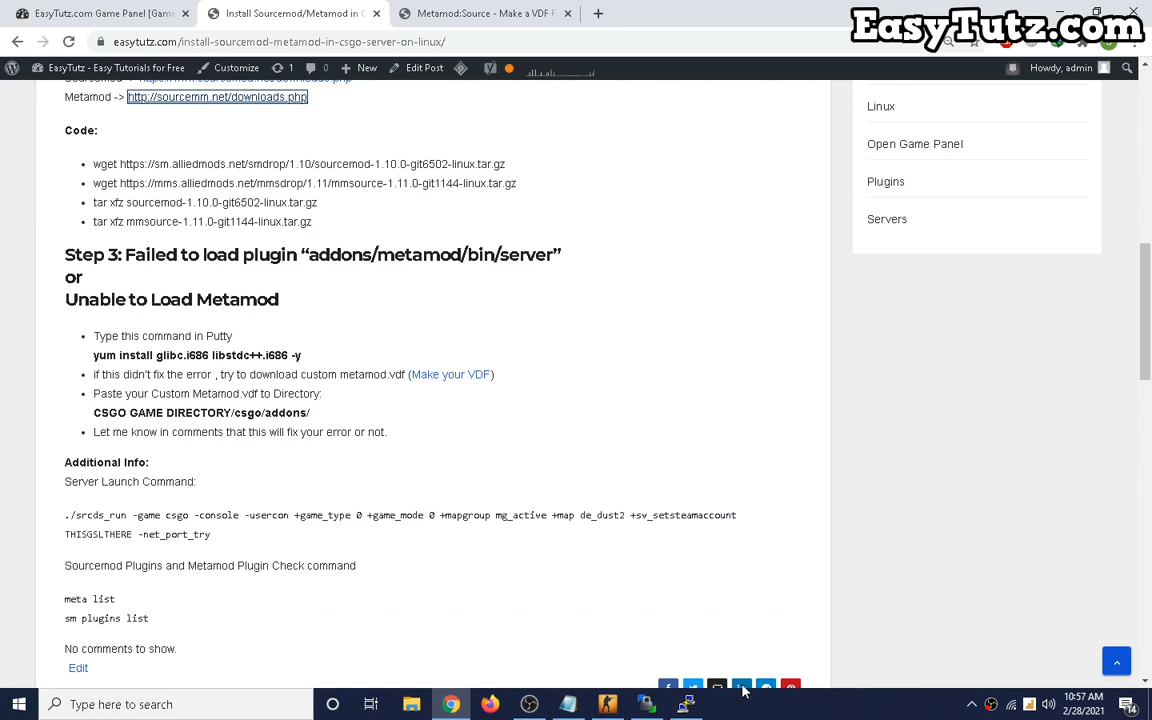 EasyTutz.com Game Panel [Game
Install Sourcemod/Metamod in C
Metamod:Source - Make a VDF F
EasyTutz.com
easytutz.com/install-sourcemod-metamod-in-csgo-server-on-linux/
EasyTutz - Easy Tutorials for Free
Customize
1
0
New
Edit Post
Howdy, admin
Metamod -> http://sourcemm.net/downloads.php
Code:
wget https://sm.alliedmods.net/smdrop/1.10/sourcemod-1.10.0-git6502-linux.tar.gz
wget https://mms.alliedmods.net/mmsdrop/1.11/mmsource-1.11.0-git1144-linux.tar.gz
tar xfz sourcemod-1.10.0-git6502-linux.tar.gz
tar xfz mmsource-1.11.0-git1144-linux.tar.gz
Step 3: Failed to load plugin “addons/metamod/bin/server”
or
Unable to Load Metamod
Type this command in Putty
yum install glibc.i686 libstdc++.i686 -y
if this didn't fix the error , try to download custom metamod.vdf (Make your VDF)
Paste your Custom Metamod.vdf to Directory:
CSGO GAME DIRECTORY/csgo/addons/
Let me know in comments that this will fix your error or not.
Additional Info:
Server Launch Command:
./srcds_run -game csgo -console -usercon +game_type 0 +game_mode 0 +mapgroup mg_active +map de_dust2 +sv_setsteamaccount
THISGSLTHERE -net_port_try
Sourcemod Plugins and Metamod Plugin Check command
meta list
sm plugins list
No comments to show.
Edit
Linux
Open Game Panel
Plugins
Servers
Type here to search
10:57 AM
2/28/2021
14